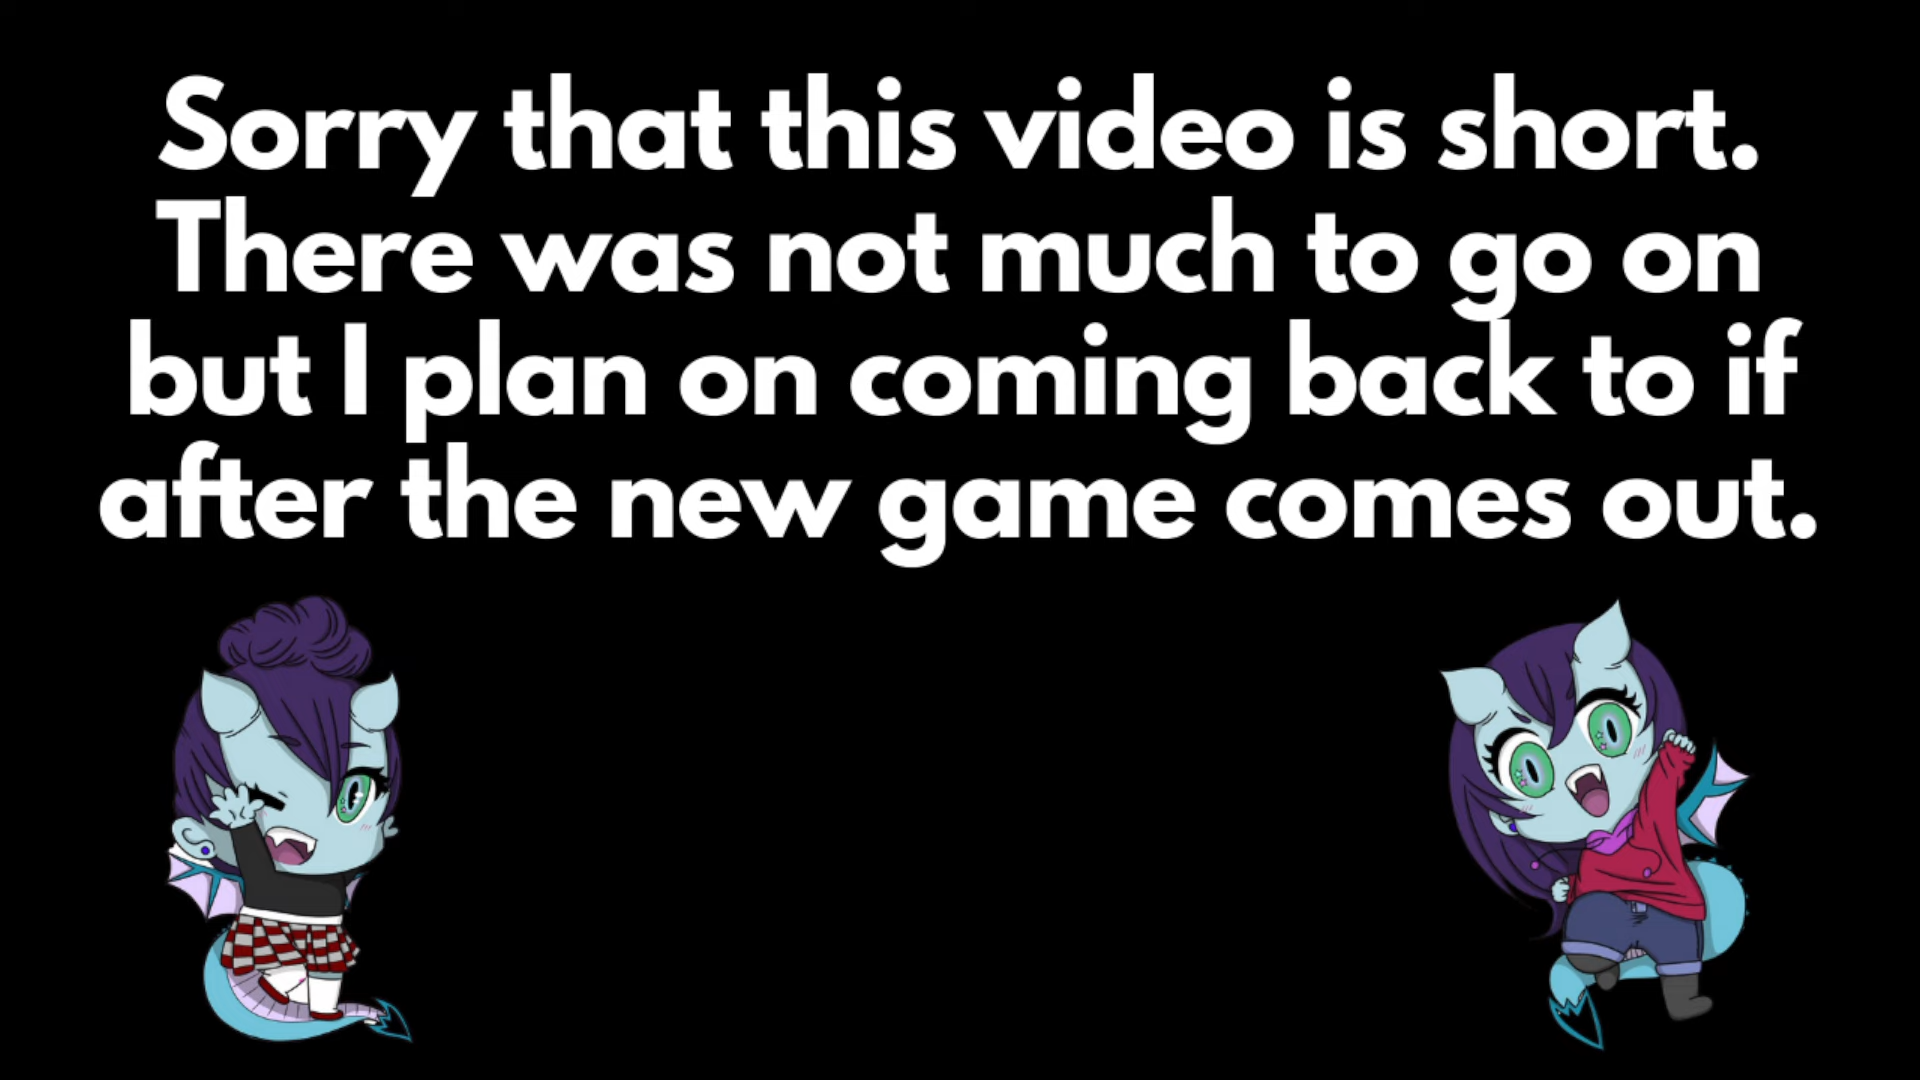 Sorry that this video is short.
There was not much to go on
but I plan on coming back to if
after the new game comes out.